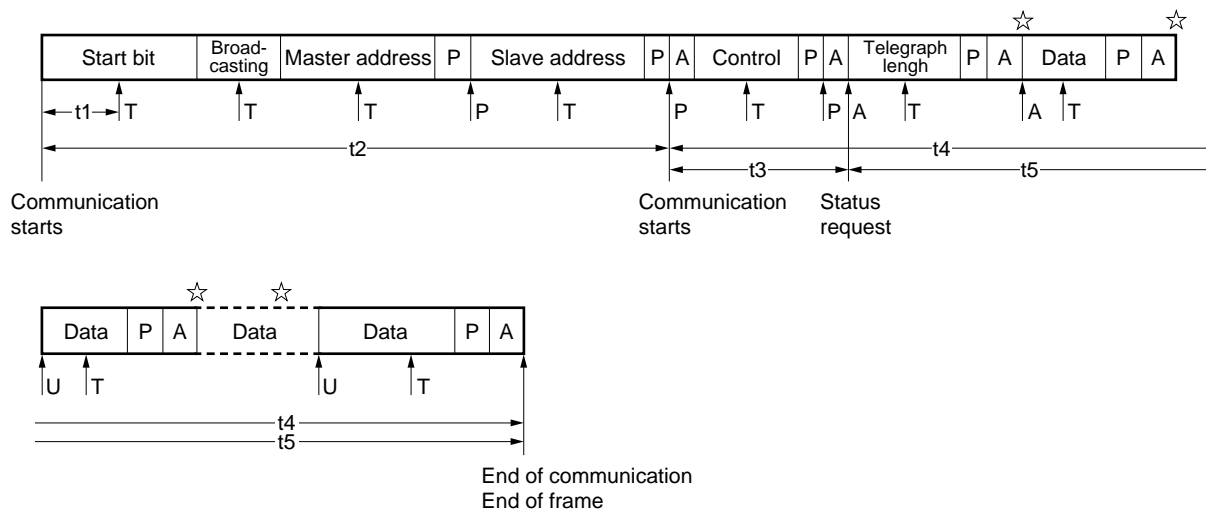 Start bit Broad-casting Master address P Slave address P A Control P A Telegraph lengh P A Data P A
t1 T T T P T P T P A T A T
t2 t4
t3 t5
Communication starts Communication starts Status request
Data P A Data Data P A
U T U T
t4
t5
End of communication
End of frame